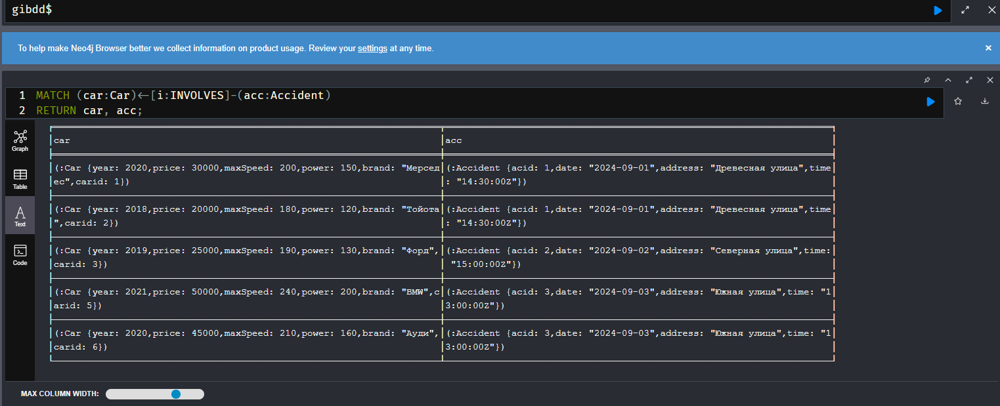 gibdd$
To help make Neo4j Browser better we collect information on product usage. Review your settings at any time.
1 MATCH (car:Car)<-[i:INVOLVES]-(acc:Accident)
2 RETURN car, acc;
Graph
Table
Text
Code
car acc
(:Car {year: 2020,price: 30000,maxSpeed: 200,power: 150,brand: "Мерсед (:Accident {acid: 1,date: "2024-09-01",address: "Древесная улица",time
ес",carid: 1}) : "14:30:00Z"})
(:Car {year: 2018,price: 20000,maxSpeed: 180,power: 120,brand: "Тойота (:Accident {acid: 1,date: "2024-09-01",address: "Древесная улица",time
",carid: 2}) : "14:30:00Z"})
(:Car {year: 2019,price: 25000,maxSpeed: 190,power: 130,brand: "Форд", (:Accident {acid: 2,date: "2024-09-02",address: "Северная улица",time:
carid: 3}) "15:00:00Z"})
(:Car {year: 2021,price: 50000,maxSpeed: 240,power: 200,brand: "BMW",c (:Accident {acid: 3,date: "2024-09-03",address: "Южная улица",time: "1
arid: 5}) 3:00:00Z"})
(:Car {year: 2020,price: 45000,maxSpeed: 210,power: 160,brand: "Ауди", (:Accident {acid: 3,date: "2024-09-03",address: "Южная улица",time: "1
carid: 6}) 3:00:00Z"})
MAX COLUMN WIDTH: